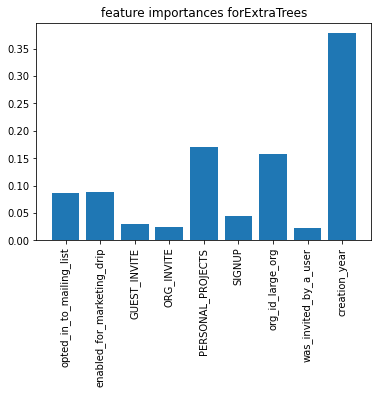 feature importances forExtraTrees
0.35
0.30
0.25
0.20
0.15
0.10
0.05
0.00
opted_in_to_mailing_list
enabled_for_marketing_drip
GUEST_INVITE
ORG_INVITE
PERSONAL_PROJECTS
SIGNUP
org_id_large_org
was_invited_by_a_user
creation_year